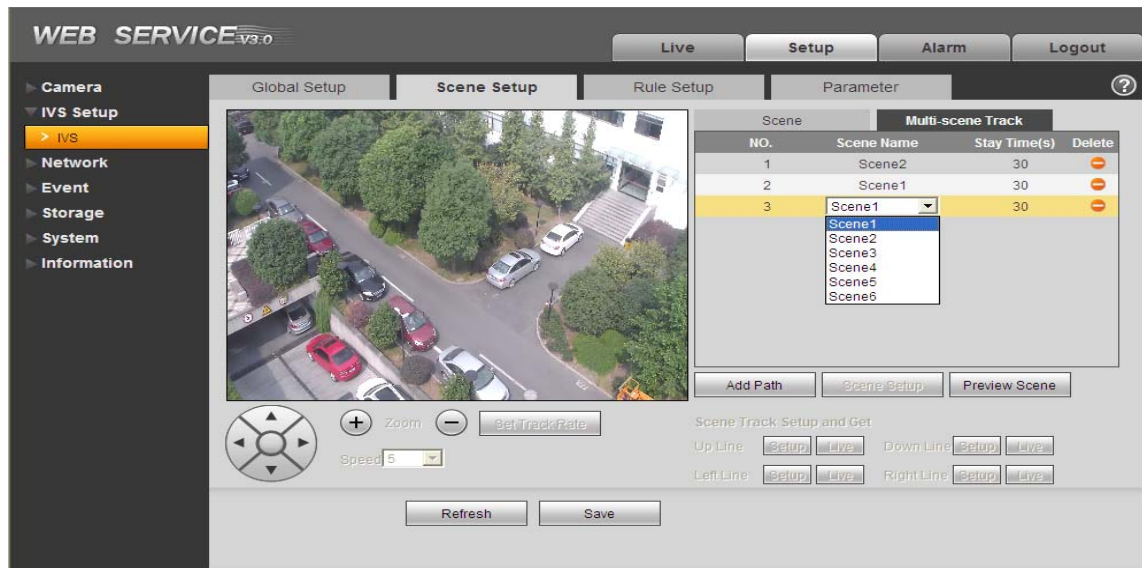 WEB SERVICE V3.0
Live Setup Alarm Logout
Camera
IVS Setup
> IVS
Network
Event
Storage
System
Information
Global Setup Scene Setup Rule Setup Parameter ?
Scene Multi-scene Track
NO. Scene Name Stay Time(s) Delete
1 Scene2 30
2 Scene1 30
3 Scene1 30
Scene1
Scene2
Scene3
Scene4
Scene5
Scene6
Add Path Scene Setup Preview Scene
Zoom Set Track Rate
Speed 5
Scene Track Setup and Get
Up Line Setup Live Down Line Setup Live
Left Line Setup Live Right Line Setup Live
Refresh Save